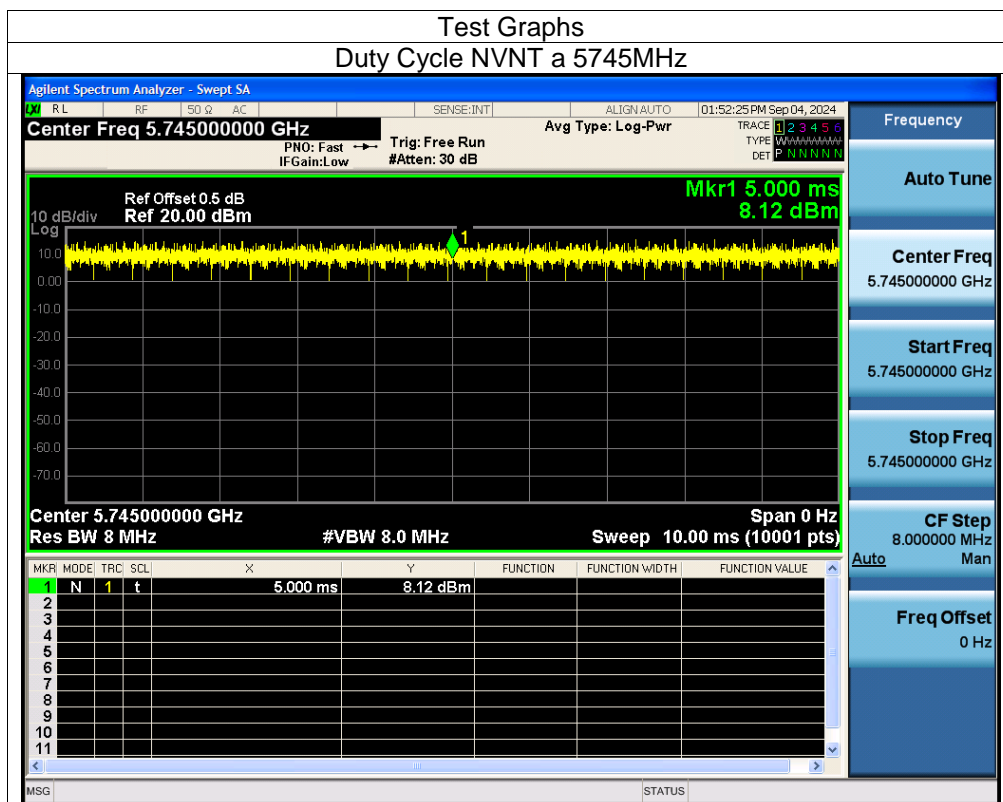 Test Graphs
Duty Cycle NVNT a 5745MHz
Agilent Spectrum Analyzer - Swept SA
LXI RL RF 50 Ω AC SENSE:INT ALIGN AUTO 01:52:25 PM Sep 04, 2024
Center Freq 5.745000000 GHz
PNO: Fast
IFGain:Low
Trig: Free Run
#Atten: 30 dB
Avg Type: Log-Pwr
TRACE 1 2 3 4 5 6
TYPE WWWWWW
DET P N N N N N
Ref Offset 0.5 dB
10 dB/div Ref 20.00 dBm
Log
Mkr1 5.000 ms
8.12 dBm
1
10.0
0.00
-10.0
-20.0
-30.0
-40.0
-50.0
-60.0
-70.0
Center 5.745000000 GHz Span 0 Hz
Res BW 8 MHz #VBW 8.0 MHz Sweep 10.00 ms (10001 pts)
MKR MODE TRC SCL X Y FUNCTION FUNCTION WIDTH FUNCTION VALUE
1 N 1 t 5.000 ms 8.12 dBm
2
3
4
5
6
7
8
9
10
11
MSG STATUS
Frequency
Auto Tune
Center Freq
5.745000000 GHz
Start Freq
5.745000000 GHz
Stop Freq
5.745000000 GHz
CF Step
8.000000 MHz
Auto Man
Freq Offset
0 Hz